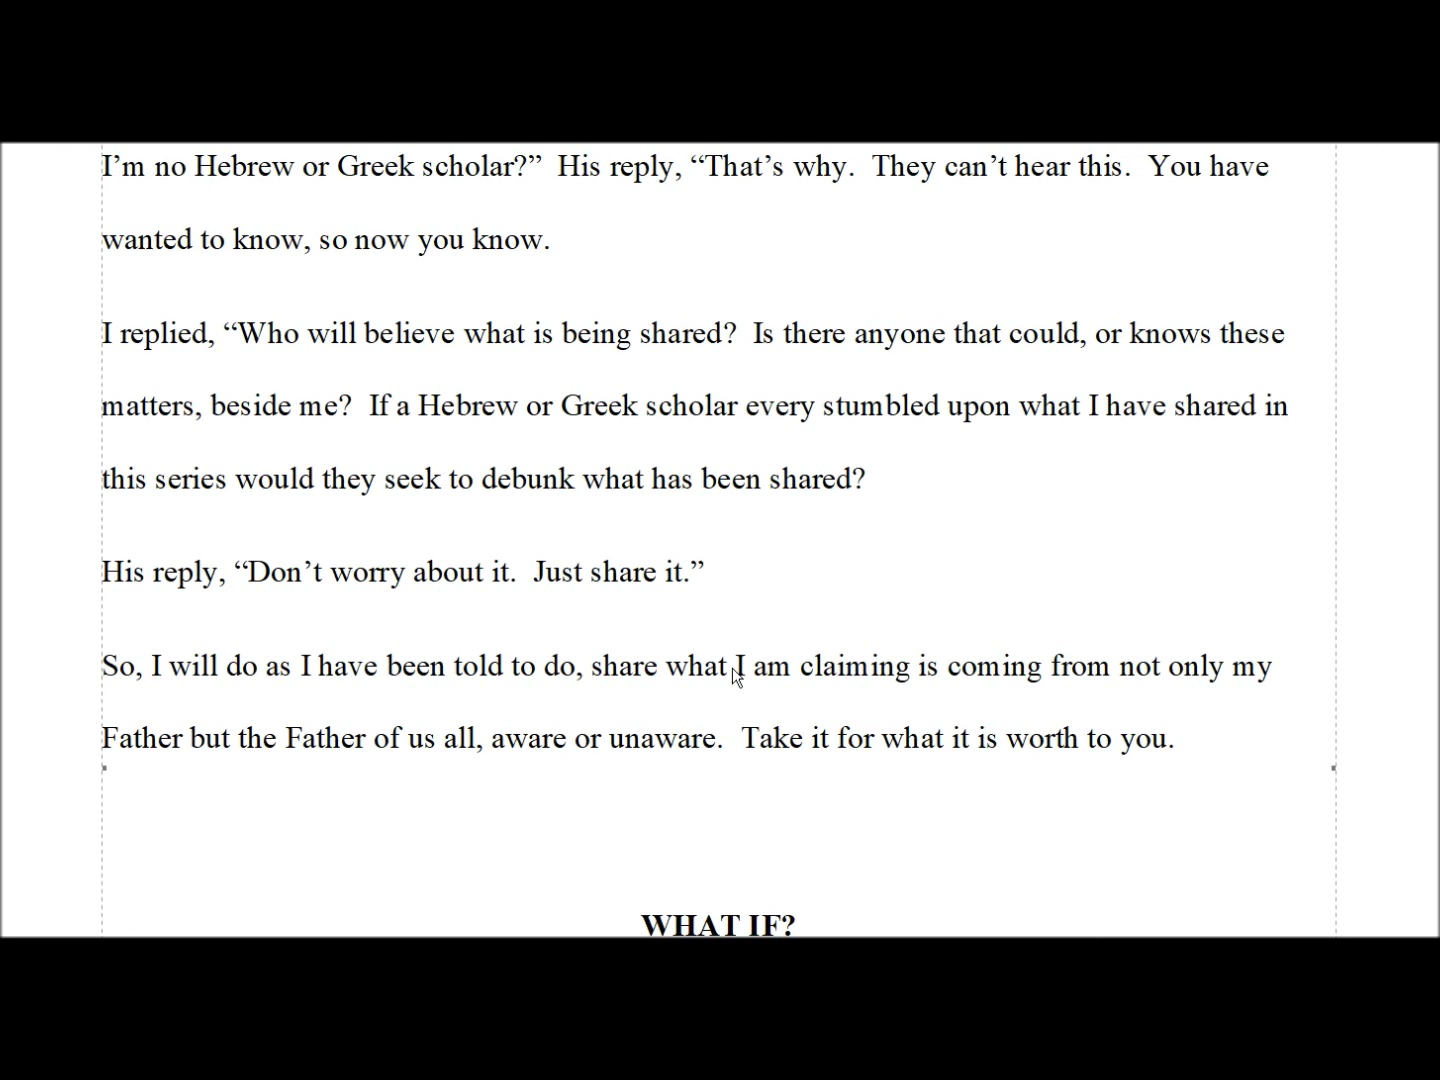 I’m no Hebrew or Greek scholar?”  His reply, “That’s why.  They can’t hear this.  You have
wanted to know, so now you know.
I replied, “Who will believe what is being shared?  Is there anyone that could, or knows these
matters, beside me?  If a Hebrew or Greek scholar every stumbled upon what I have shared in
this series would they seek to debunk what has been shared?
His reply, “Don’t worry about it.  Just share it.”
So, I will do as I have been told to do, share what I am claiming is coming from not only my
Father but the Father of us all, aware or unaware.  Take it for what it is worth to you.
WHAT IF?